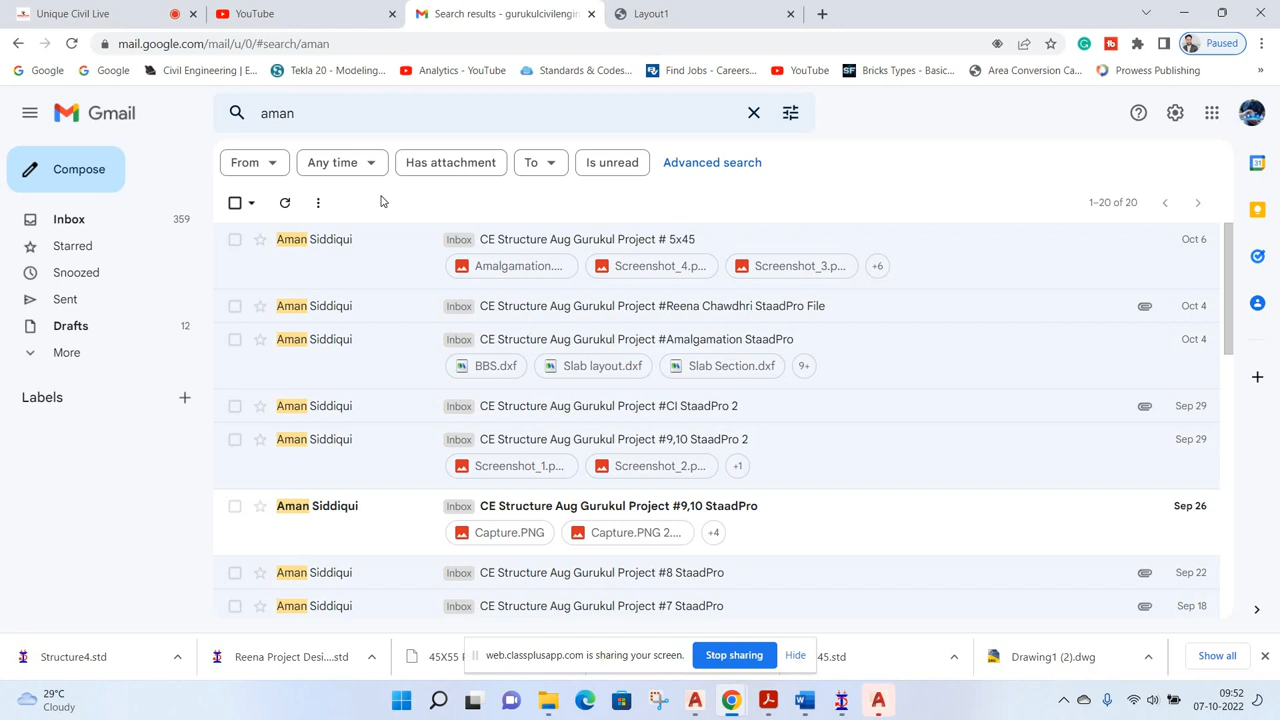 Unique Civil Live
YouTube
Search results - gurukulcivilengin
Layout1
mail.google.com/mail/u/0/#search/aman
Paused
Google
Google
Civil Engineering | E...
Tekla 20 - Modeling...
Analytics - YouTube
Standards & Codes...
Find Jobs - Careers...
YouTube
Bricks Types - Basic...
Area Conversion Ca...
Prowess Publishing
Gmail
aman
Compose
From
Any time
Has attachment
To
Is unread
Advanced search
Inbox 359
Starred
Snoozed
Sent
Drafts 12
More
Labels
1–20 of 20
Aman Siddiqui Inbox CE Structure Aug Gurukul Project # 5x45 Oct 6
Amalgamation.... Screenshot_4.p... Screenshot_3.p... +6
Aman Siddiqui Inbox CE Structure Aug Gurukul Project #Reena Chawdhri StaadPro File Oct 4
Aman Siddiqui Inbox CE Structure Aug Gurukul Project #Amalgamation StaadPro Oct 4
BBS.dxf Slab layout.dxf Slab Section.dxf 9+
Aman Siddiqui Inbox CE Structure Aug Gurukul Project #CI StaadPro 2 Sep 29
Aman Siddiqui Inbox CE Structure Aug Gurukul Project #9,10 StaadPro 2 Sep 29
Screenshot_1.p... Screenshot_2.p... +1
Aman Siddiqui Inbox CE Structure Aug Gurukul Project #9,10 StaadPro Sep 26
Capture.PNG Capture.PNG 2.... +4
Aman Siddiqui Inbox CE Structure Aug Gurukul Project #8 StaadPro Sep 22
Aman Siddiqui Inbox CE Structure Aug Gurukul Project #7 StaadPro Sep 18
Structure4.std
Reena Project Desi....std
45X55
web.classplusapp.com is sharing your screen.
Stop sharing
Hide
45.std
Drawing1 (2).dwg
Show all
29°C
Cloudy
09:52
07-10-2022